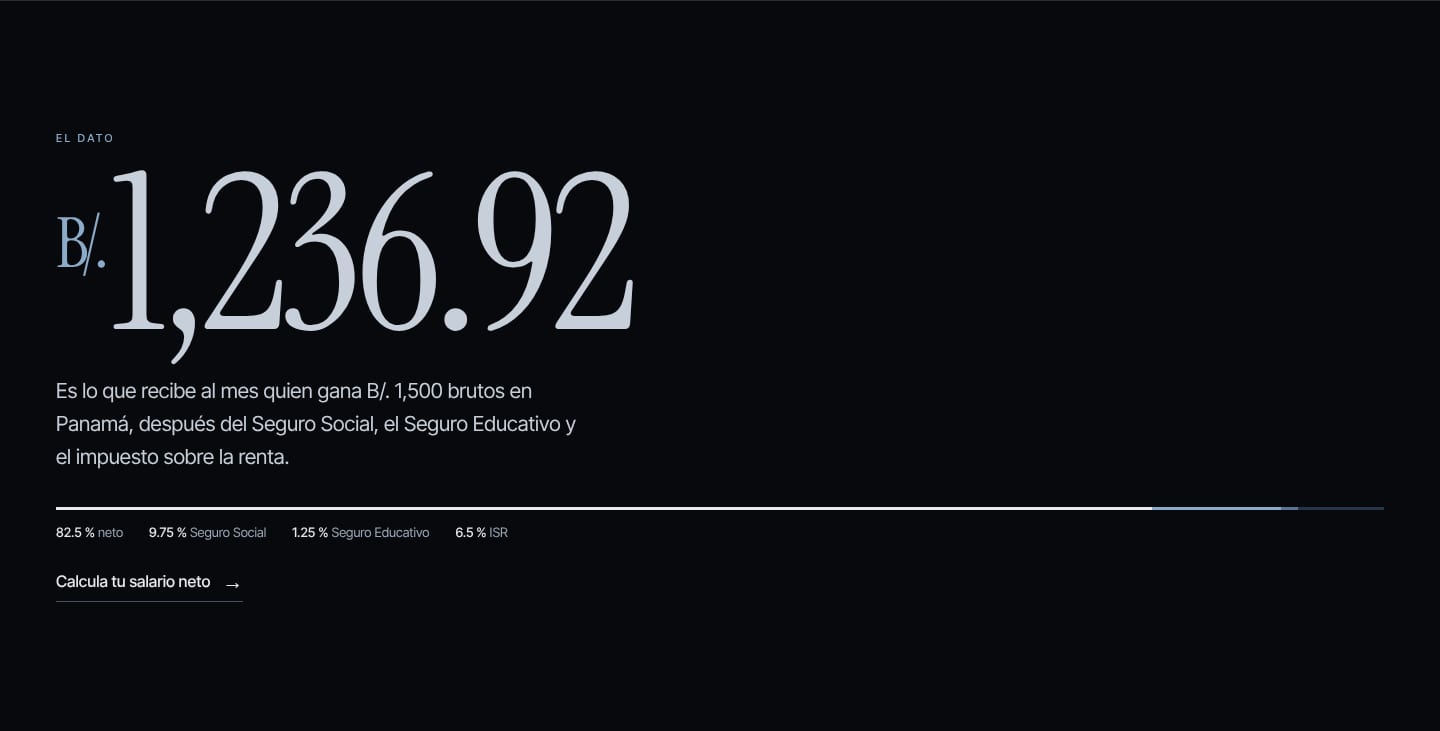 EL DATO
B/. 1,236.92
Es lo que recibe al mes quien gana B/. 1,500 brutos en
Panamá, después del Seguro Social, el Seguro Educativo y
el impuesto sobre la renta.
82.5 % neto 9.75 % Seguro Social 1.25 % Seguro Educativo 6.5 % ISR
Calcula tu salario neto →